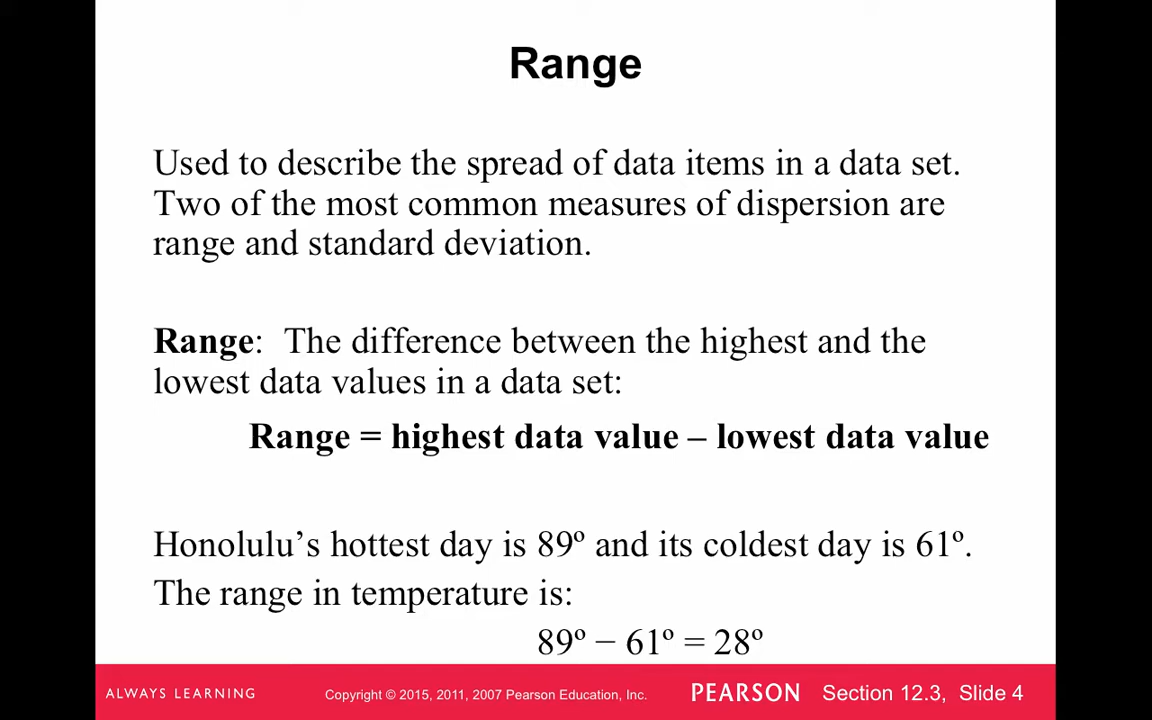 Range
Used to describe the spread of data items in a data set.
Two of the most common measures of dispersion are
range and standard deviation.
Range:  The difference between the highest and the
lowest data values in a data set:
Range = highest data value – lowest data value
Honolulu’s hottest day is 89º and its coldest day is 61º.
The range in temperature is:
89º − 61º = 28º
ALWAYS LEARNING Copyright © 2015, 2011, 2007 Pearson Education, Inc. PEARSON Section 12.3, Slide 4